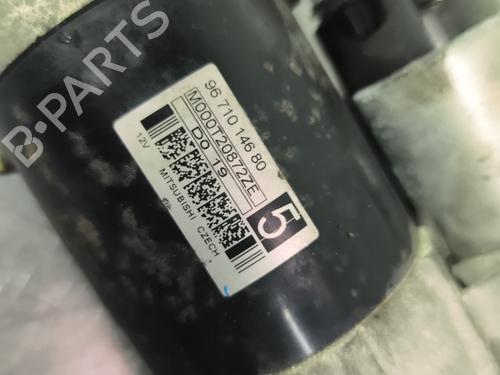 96 710 146 80
M000T20872ZE
DO 19
5
12V MITSUBISHI CZECH
B-PARTS